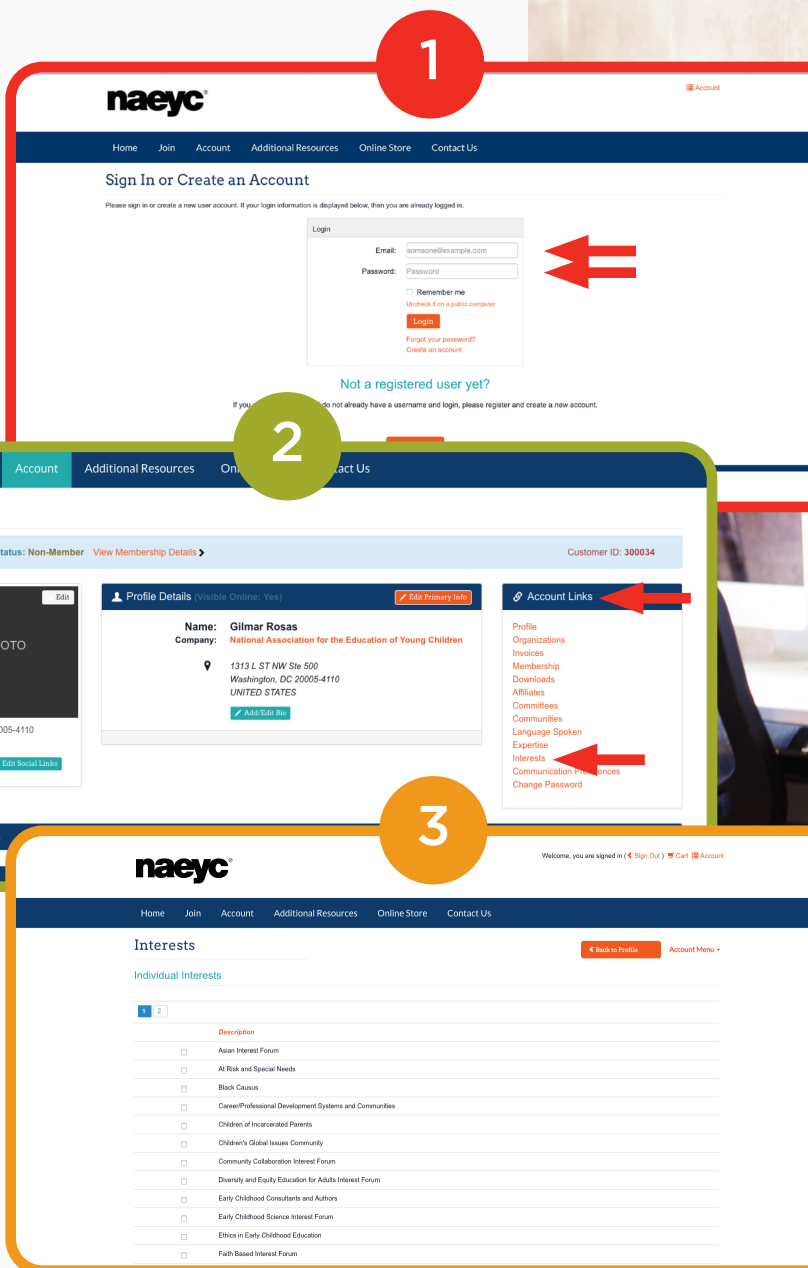 1
naeyc®
Account
Home Join Account Additional Resources Online Store Contact Us
Sign In or Create an Account
Please sign in or create a new user account. If your login information is displayed below, then you are already logged in.
Login
Email: someone@example.com
Password: Password
Remember me
Uncheck if on a public computer
Login
Forgot your password?
Create an account
Not a registered user yet?
If you do not already have a username and login, please register and create a new account.
2
Account Additional Resources On act Us
tatus: Non-Member View Membership Details Customer ID: 300034
Edit
OTO
005-4110
Edit Social Links
Profile Details (Visible Online: Yes) Edit Primary Info
Name: Gilmar Rosas
Company: National Association for the Education of Young Children
1313 L ST NW Ste 500
Washington, DC 20005-4110
UNITED STATES
Add/Edit Bio
Account Links
Profile
Organizations
Invoices
Membership
Downloads
Affiliates
Committees
Communities
Language Spoken
Expertise
Interests
Communication Pr ences
Change Password
3
naeyc®
Welcome, you are signed in ( Sign Out ) Cart Account
Home Join Account Additional Resources Online Store Contact Us
Interests
Back to Profile Account Menu
Individual Interests
1 2
Description
Asian Interest Forum
At Risk and Special Needs
Black Causus
Career/Professional Development Systems and Communities
Children of Incarcerated Parents
Children's Global Issues Community
Community Collaboration Interest Forum
Diversity and Equity Education for Adults Interest Forum
Early Childhood Consultants and Authors
Early Childhood Science Interest Forum
Ethics in Early Childhood Education
Faith Based Interest Forum